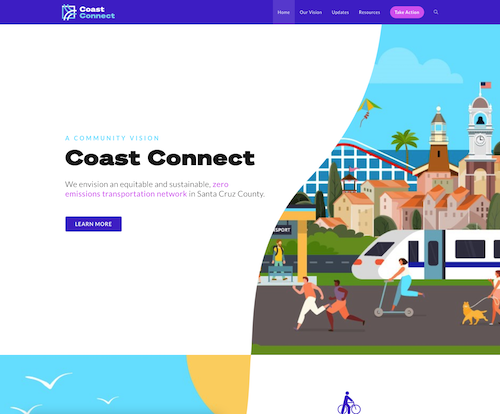 Coast
Connect
Home
Our Vision
Updates
Resources
Take Action
A COMMUNITY VISION
Coast Connect
We envision an equitable and sustainable, zero
emissions transportation network in Santa Cruz County.
LEARN MORE
SPORT